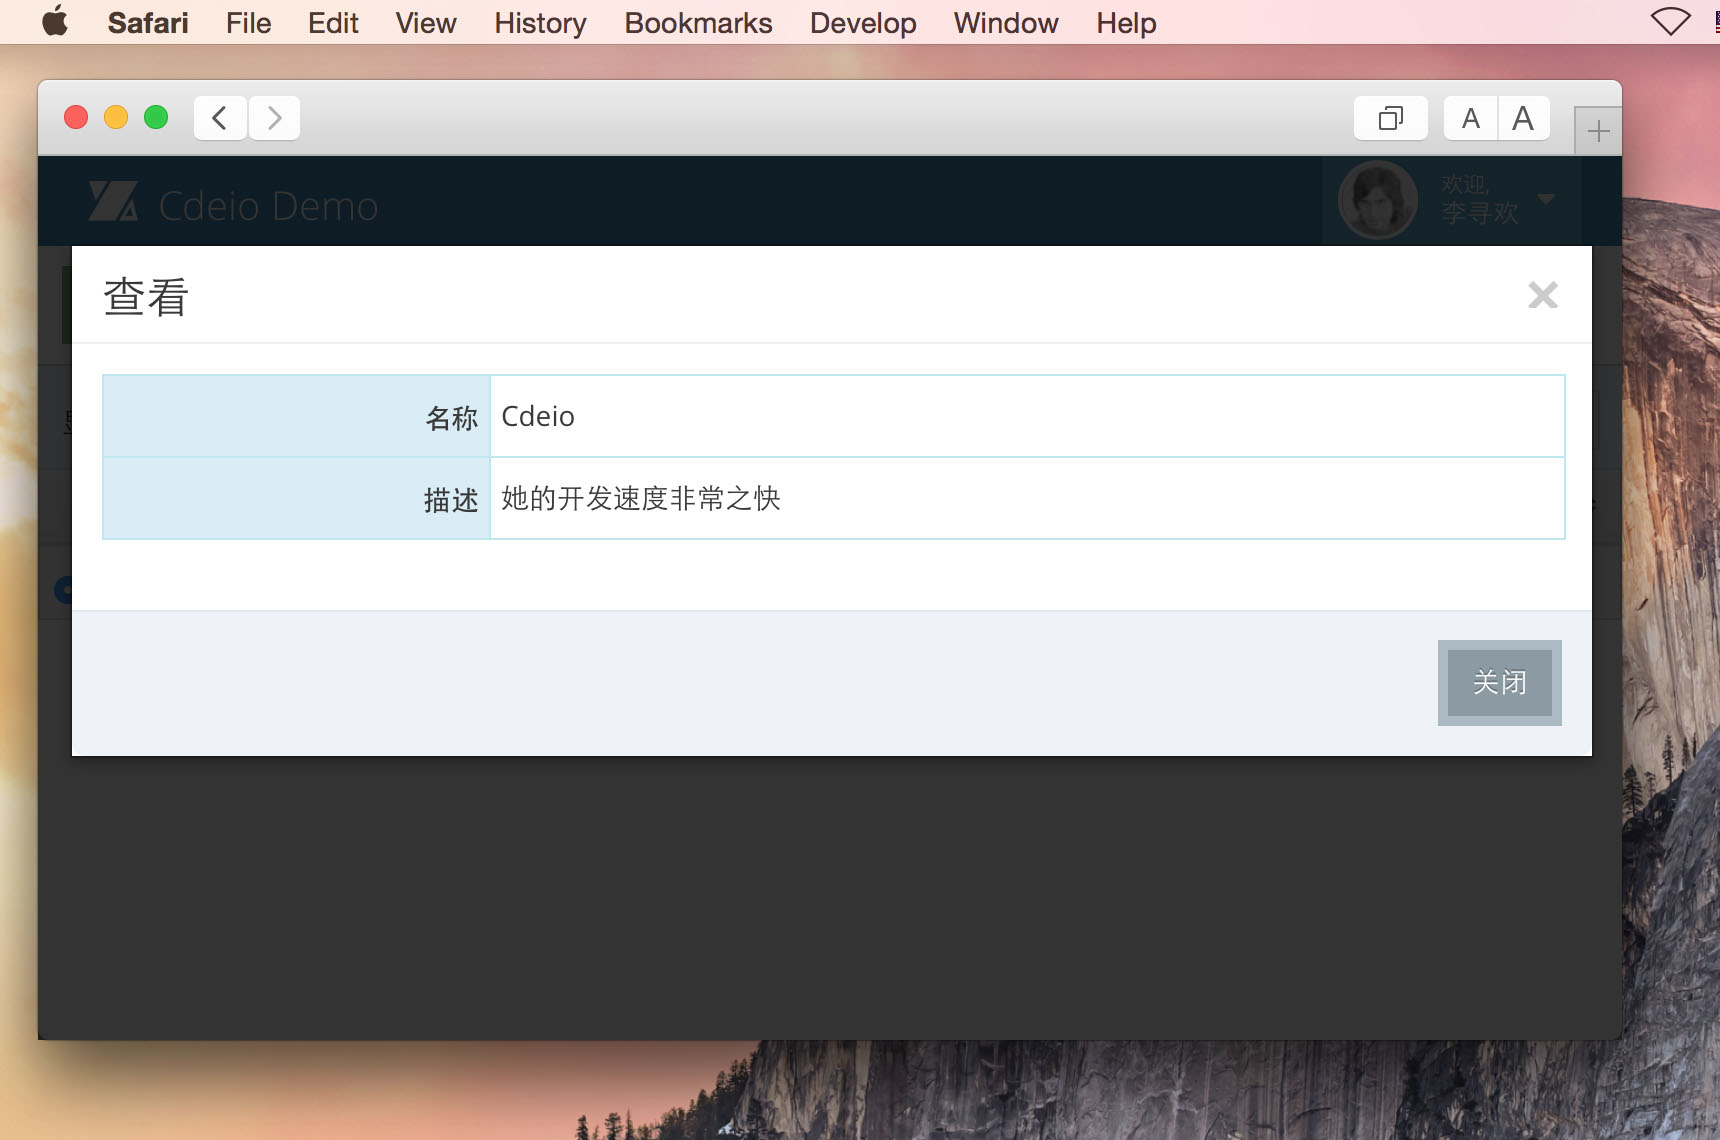 Safari File Edit View History Bookmarks Develop Window Help
A A
Cdeio Demo
欢迎,
李寻欢
查看
名称 Cdeio
描述 她的开发速度非常之快
关闭